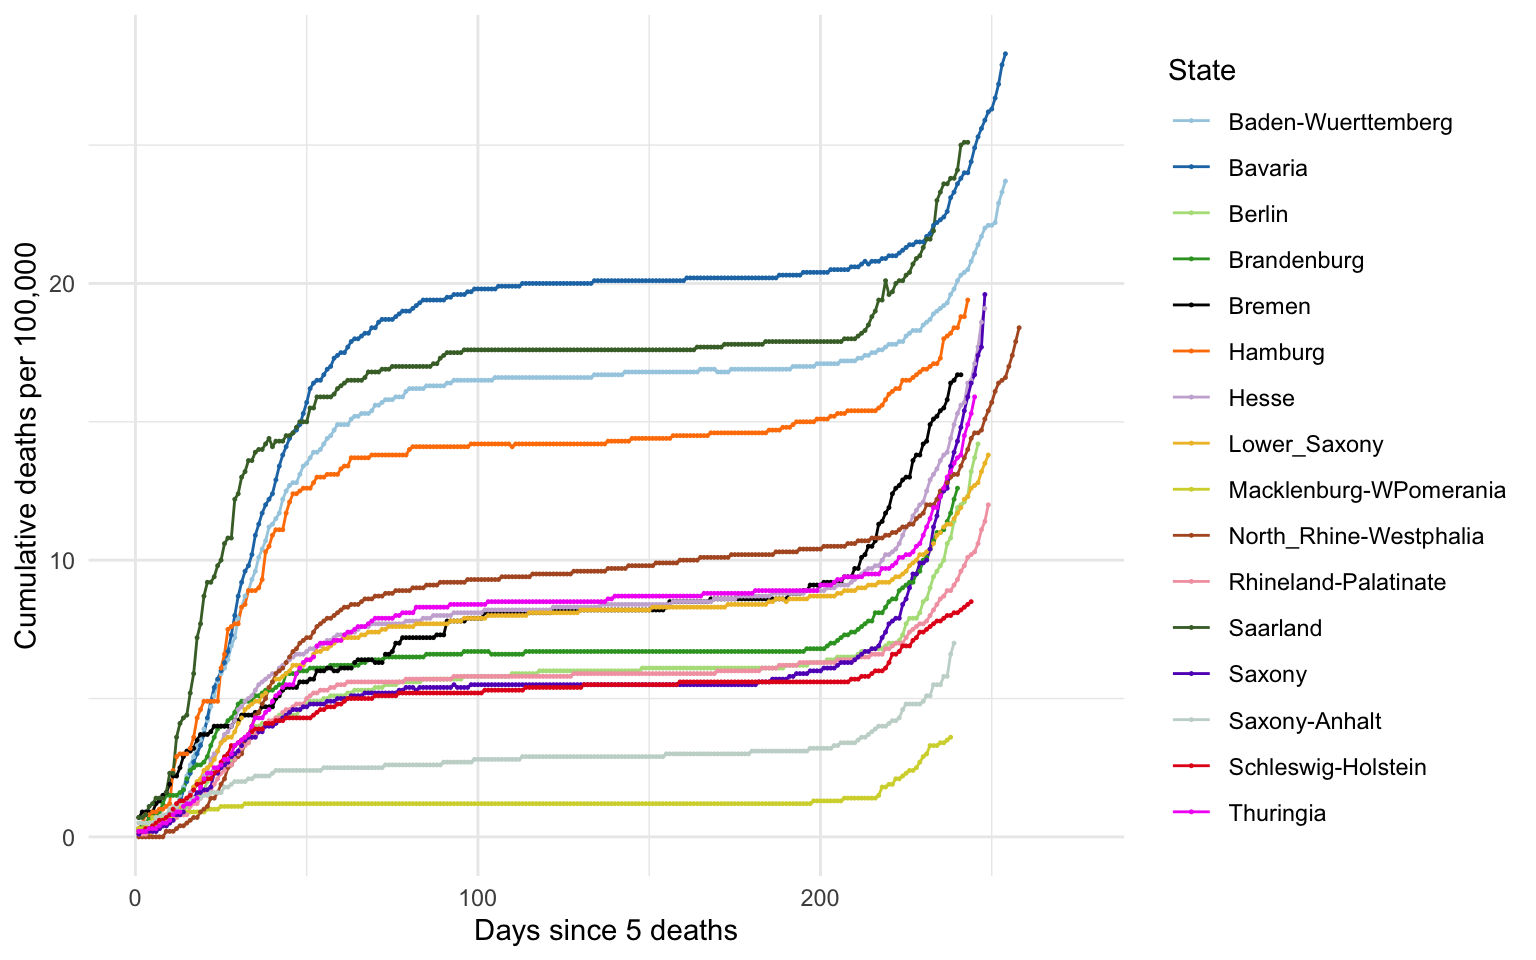 Cumulative deaths per 100,000
20
10
0
0 100 200
Days since 5 deaths
State
Baden-Wuerttemberg
Bavaria
Berlin
Brandenburg
Bremen
Hamburg
Hesse
Lower_Saxony
Macklenburg-WPomerania
North_Rhine-Westphalia
Rhineland-Palatinate
Saarland
Saxony
Saxony-Anhalt
Schleswig-Holstein
Thuringia